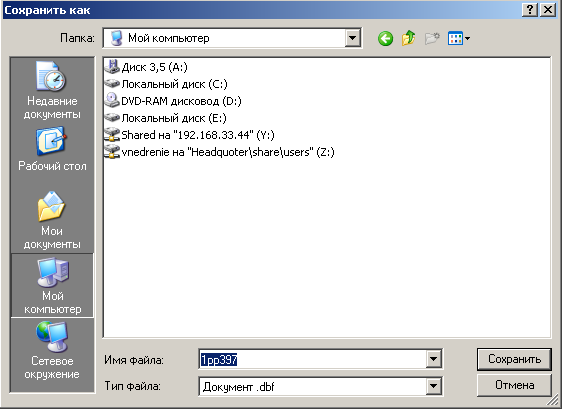 Сохранить как
Папка:
Мой компьютер
Недавние
документы
Рабочий стол
Мои
документы
Мой
компьютер
Сетевое
окружение
Диск 3,5 (A:)
Локальный диск (C:)
DVD-RAM дисковод (D:)
Локальный диск (E:)
Shared на "192.168.33.44" (Y:)
vnedrenie на "Headquoter\share\users" (Z:)
Имя файла:
1pp397
Сохранить
Тип файла:
Документ .dbf
Отмена